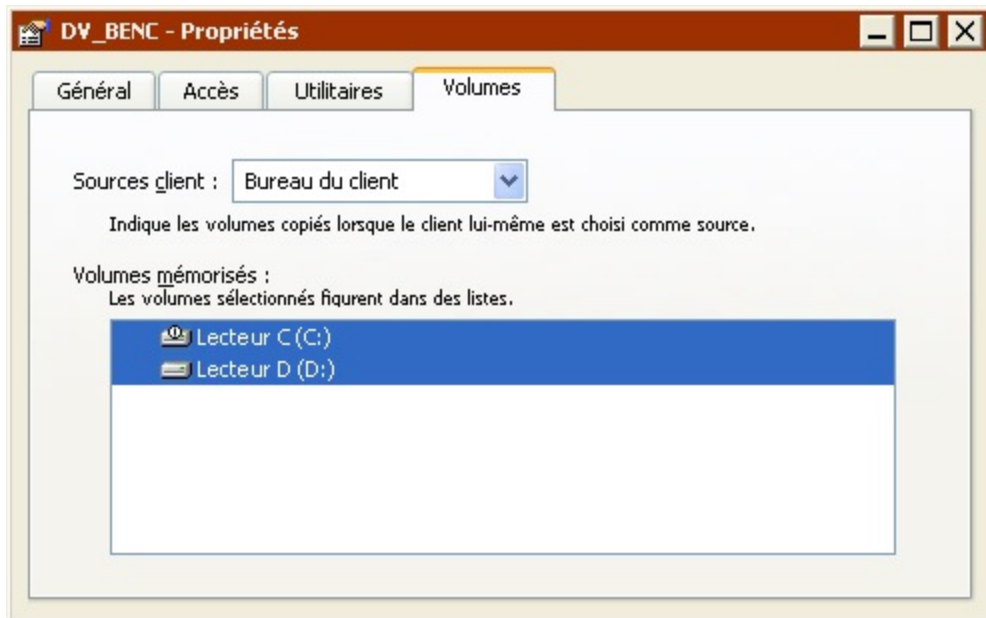 DV_BENC - Propriétés
Général Accès Utilitaires Volumes
Sources client : Bureau du client
Indique les volumes copiés lorsque le client lui-même est choisi comme source.
Volumes mémorisés :
Les volumes sélectionnés figurent dans des listes.
Lecteur C (C:)
Lecteur D (D:)